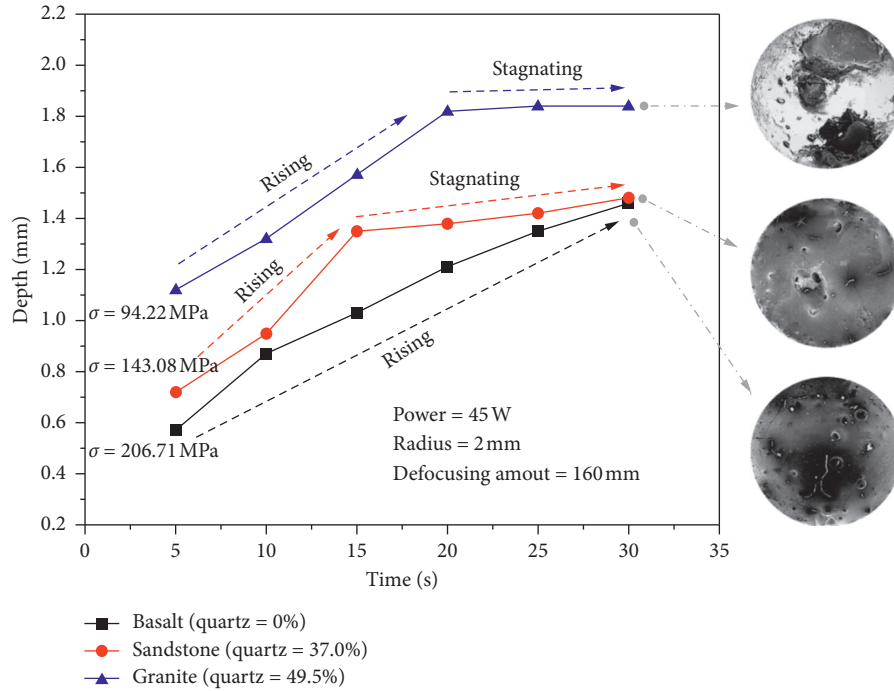 2.2
2.0
1.8
1.6
1.4
1.2
1.0
0.8
0.6
0.4
0.2
Depth (mm)
Stagnating
Rising
Stagnating
Rising
Rising
σ = 94.22 MPa
σ = 143.08 MPa
σ = 206.71 MPa
Power = 45 W
Radius = 2 mm
Defocusing amout = 160 mm
0 5 10 15 20 25 30 35
Time (s)
Basalt (quartz = 0%)
Sandstone (quartz = 37.0%)
Granite (quartz = 49.5%)